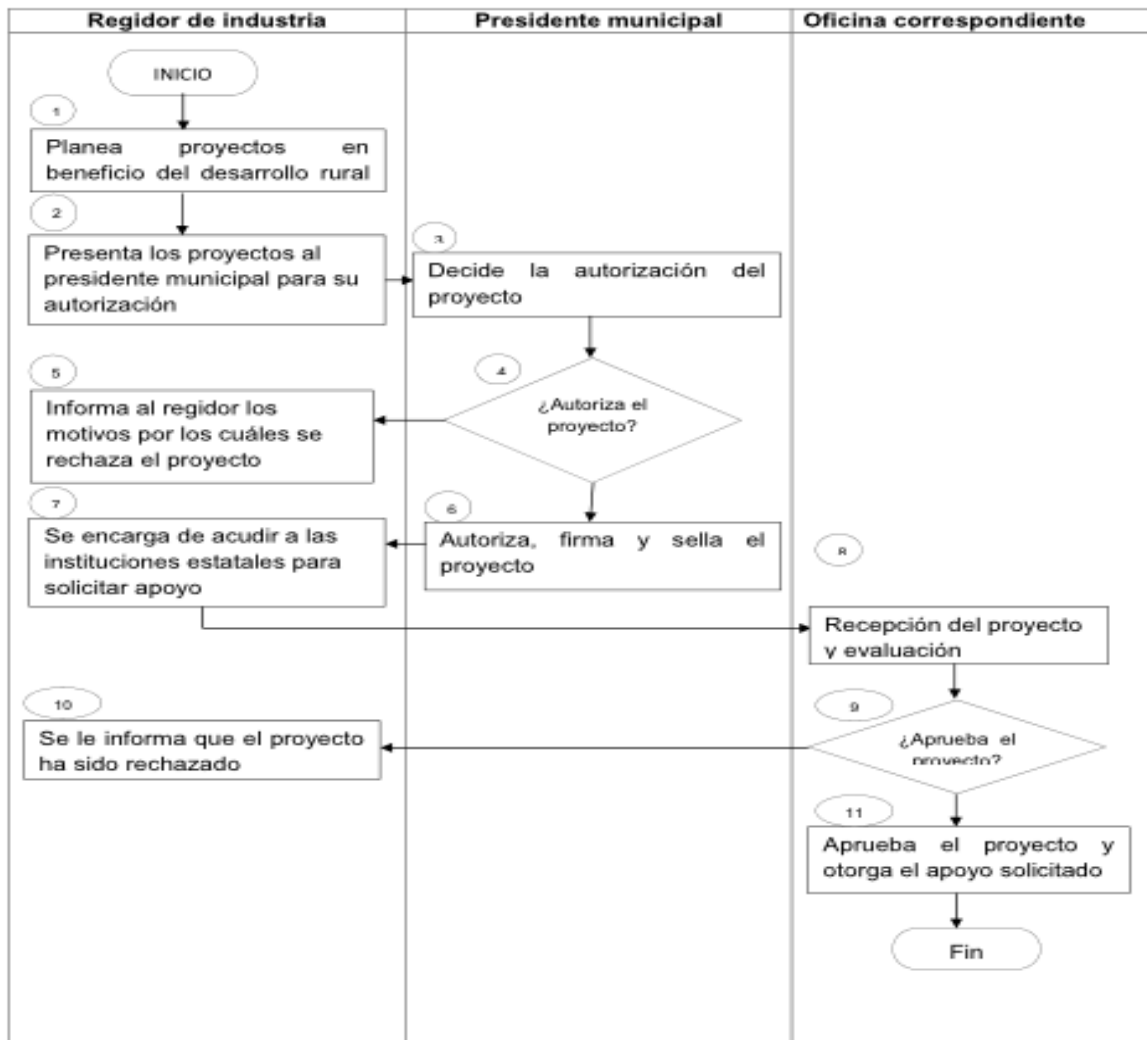 Regidor de industria
Presidente municipal
Oficina correspondiente
INICIO
1
Planea proyectos en
beneficio del desarrollo rural
2
Presenta los proyectos al
presidente municipal para su
autorización
3
Decide la autorización del
proyecto
4
¿Autoriza el
proyecto?
5
Informa al regidor los
motivos por los cuáles se
rechaza el proyecto
6
Autoriza, firma y sella el
proyecto
7
Se encarga de acudir a las
instituciones estatales para
solicitar apoyo
8
Recepción del proyecto
y evaluación
9
¿Aprueba el
proyecto?
10
Se le informa que el proyecto
ha sido rechazado
11
Aprueba el proyecto y
otorga el apoyo solicitado
Fin